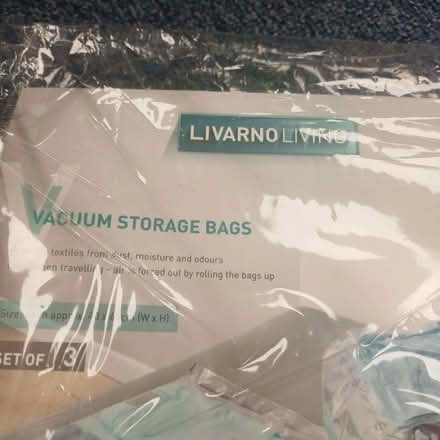 LIVARNO LIVING
VACUUM STORAGE BAGS
textiles from dust, moisture and odours
travelling - air is forced out by rolling the bags up
(W x H)
SET OF 3